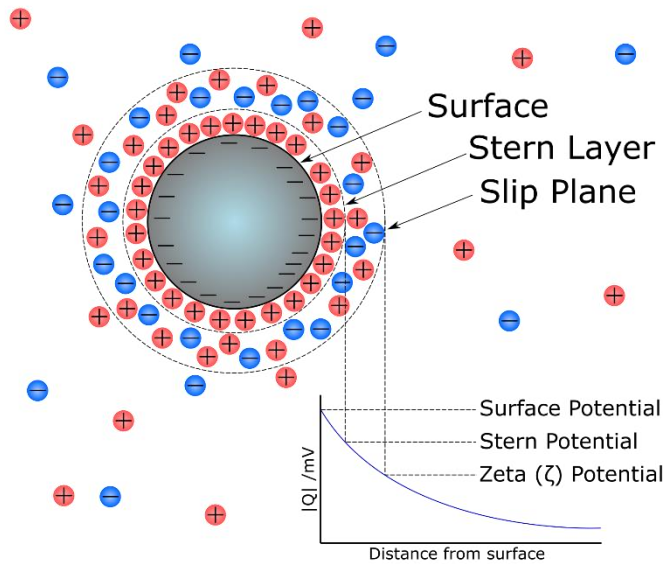 Surface
Stern Layer
Slip Plane
Surface Potential
Stern Potential
Zeta (ζ) Potential
|Q| /mV
Distance from surface